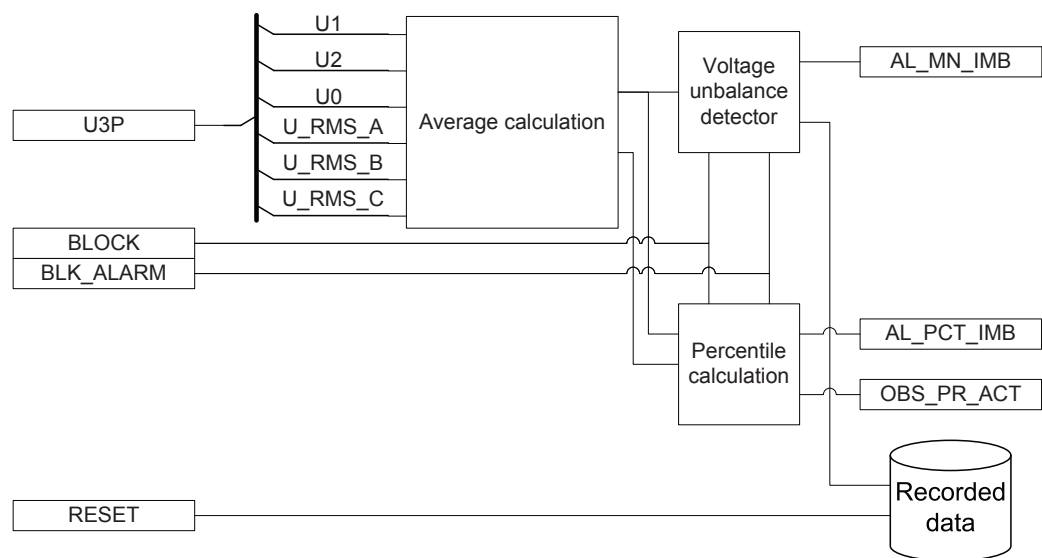 U1
U2
U0
U_RMS_A
U_RMS_B
U_RMS_C
U3P
Average calculation
Voltage
unbalance
detector
AL_MN_IMB
BLOCK
BLK_ALARM
Percentile
calculation
AL_PCT_IMB
OBS_PR_ACT
RESET
Recorded
data